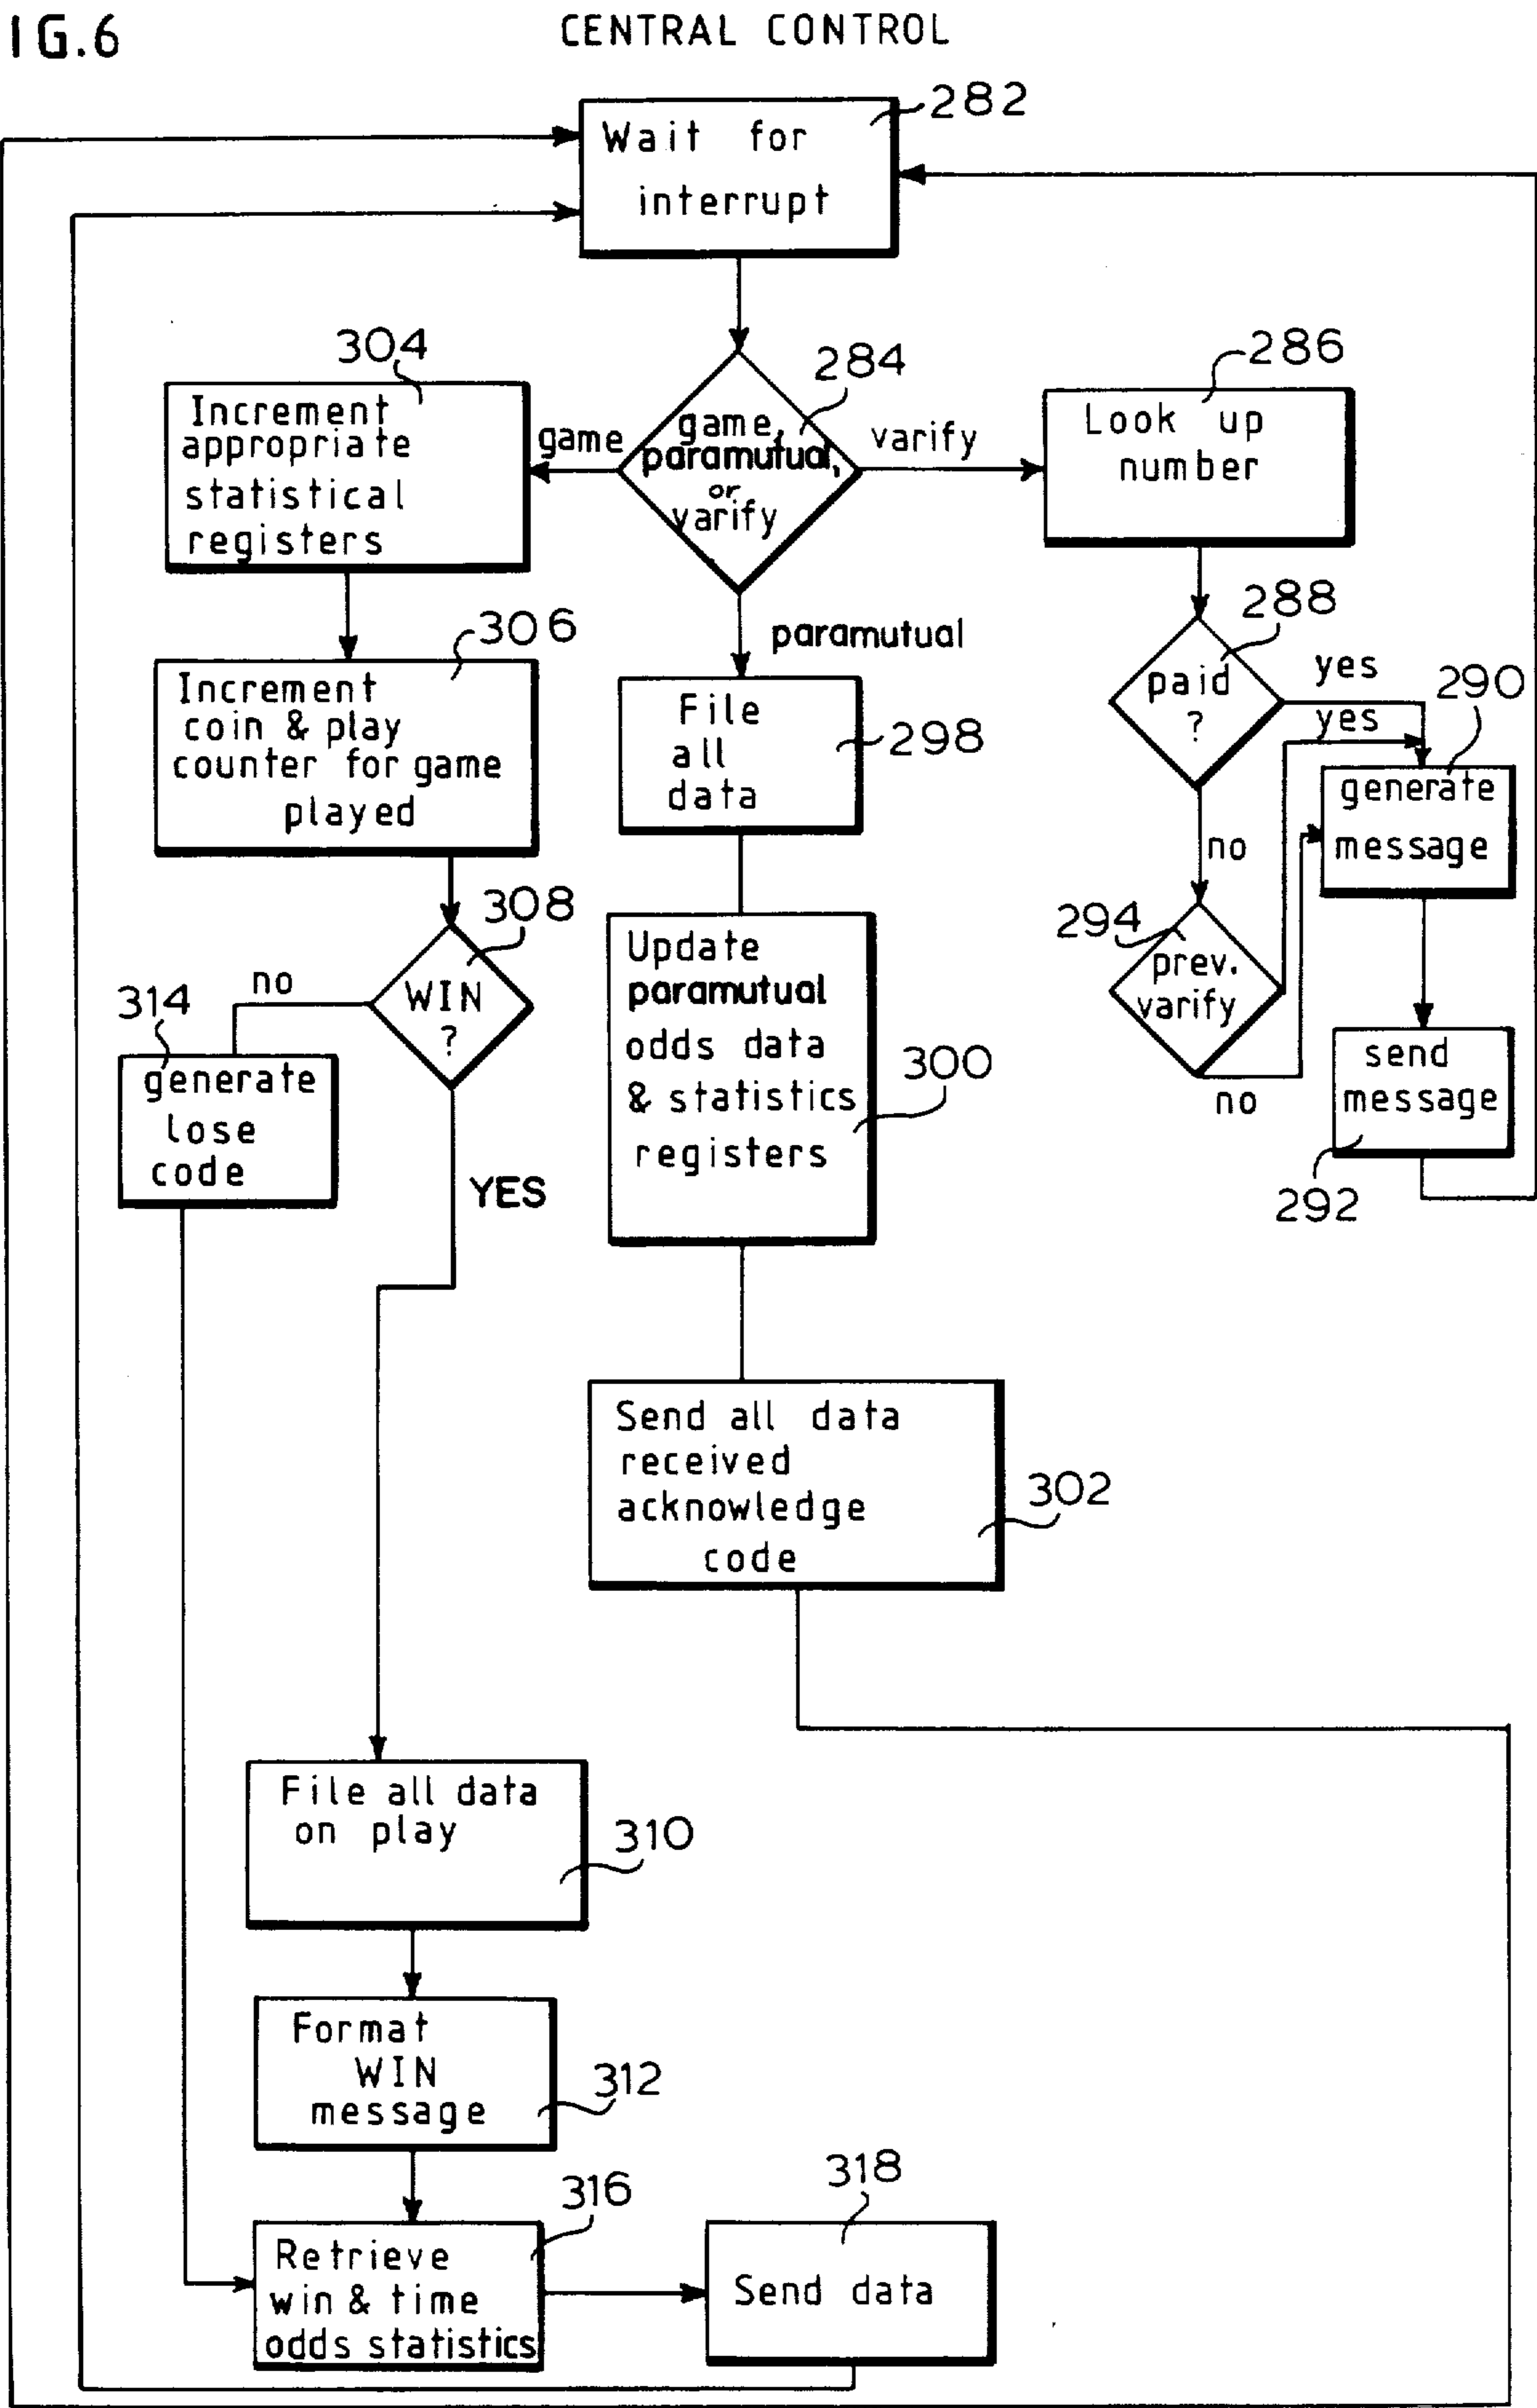 IG.6
CENTRAL CONTROL
282
Wait for
interrupt
304
Increment
appropriate
statistical
registers
game
284
game,
paramutual,
or
varify
varify
286
Look up
number
paramutual
306
Increment
coin & play
counter for game
played
File
all
data
298
288
paid
?
yes
yes
290
generate
message
no
294
prev.
varify
no
send
message
292
308
WIN
?
no
314
generate
lose
code
YES
Update
paramutual
odds data
& statistics
registers
300
Send all data
received
acknowledge
code
302
File all data
on play
310
Format
WIN
message
312
316
Retrieve
win & time
odds statistics
318
Send data